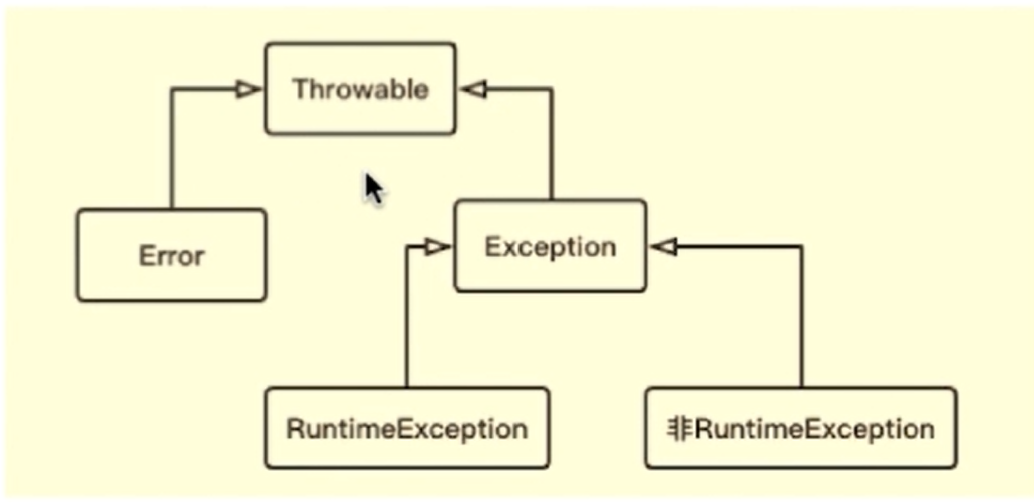 Throwable
Error
Exception
RuntimeException
非RuntimeException